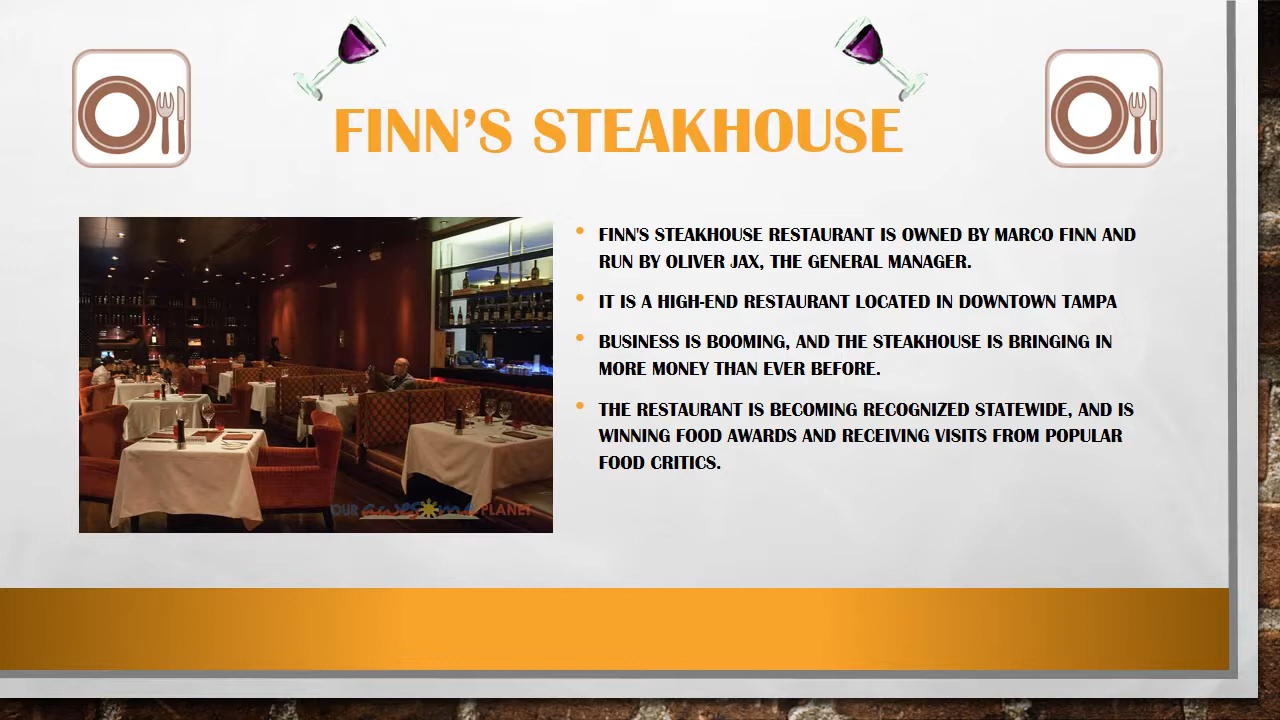 FINN'S STEAKHOUSE
• FINN'S STEAKHOUSE RESTAURANT IS OWNED BY MARCO FINN AND
RUN BY OLIVER JAX, THE GENERAL MANAGER.
• IT IS A HIGH-END RESTAURANT LOCATED IN DOWNTOWN TAMPA
• BUSINESS IS BOOMING, AND THE STEAKHOUSE IS BRINGING IN
MORE MONEY THAN EVER BEFORE.
• THE RESTAURANT IS BECOMING RECOGNIZED STATEWIDE, AND IS
WINNING FOOD AWARDS AND RECEIVING VISITS FROM POPULAR
FOOD CRITICS.
OUR awesome PLANET